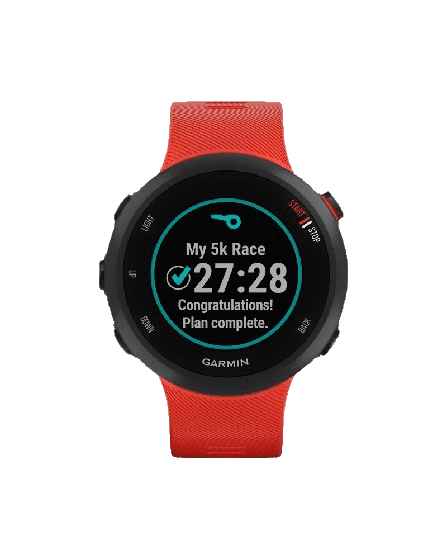 LIGHT
START
STOP
My 5k Race
UP
27:28
Congratulations!
Plan complete.
DOWN
BACK
GARMIN